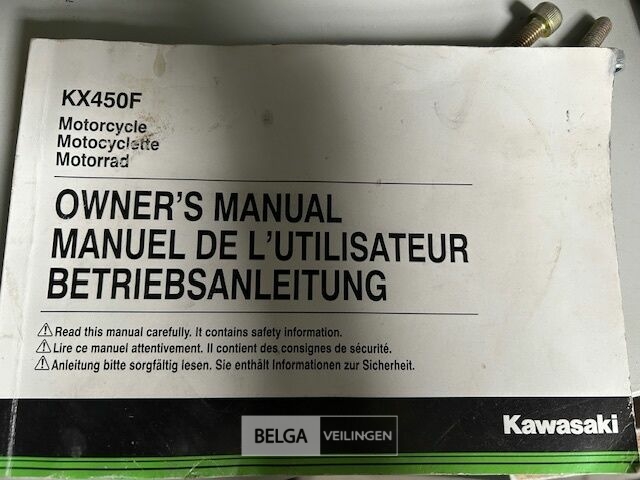 KX450F
Motorcycle
Motocyclette
Motorrad
OWNER'S MANUAL
MANUEL DE L'UTILISATEUR
BETRIEBSANLEITUNG
Read this manual carefully. It contains safety information.
Lire ce manuel attentivement. Il contient des consignes de sécurité.
Anleitung bitte sorgfältig lesen. Sie enthält Informationen zur Sicherheit.
Kawasaki
BELGA VEILINGEN